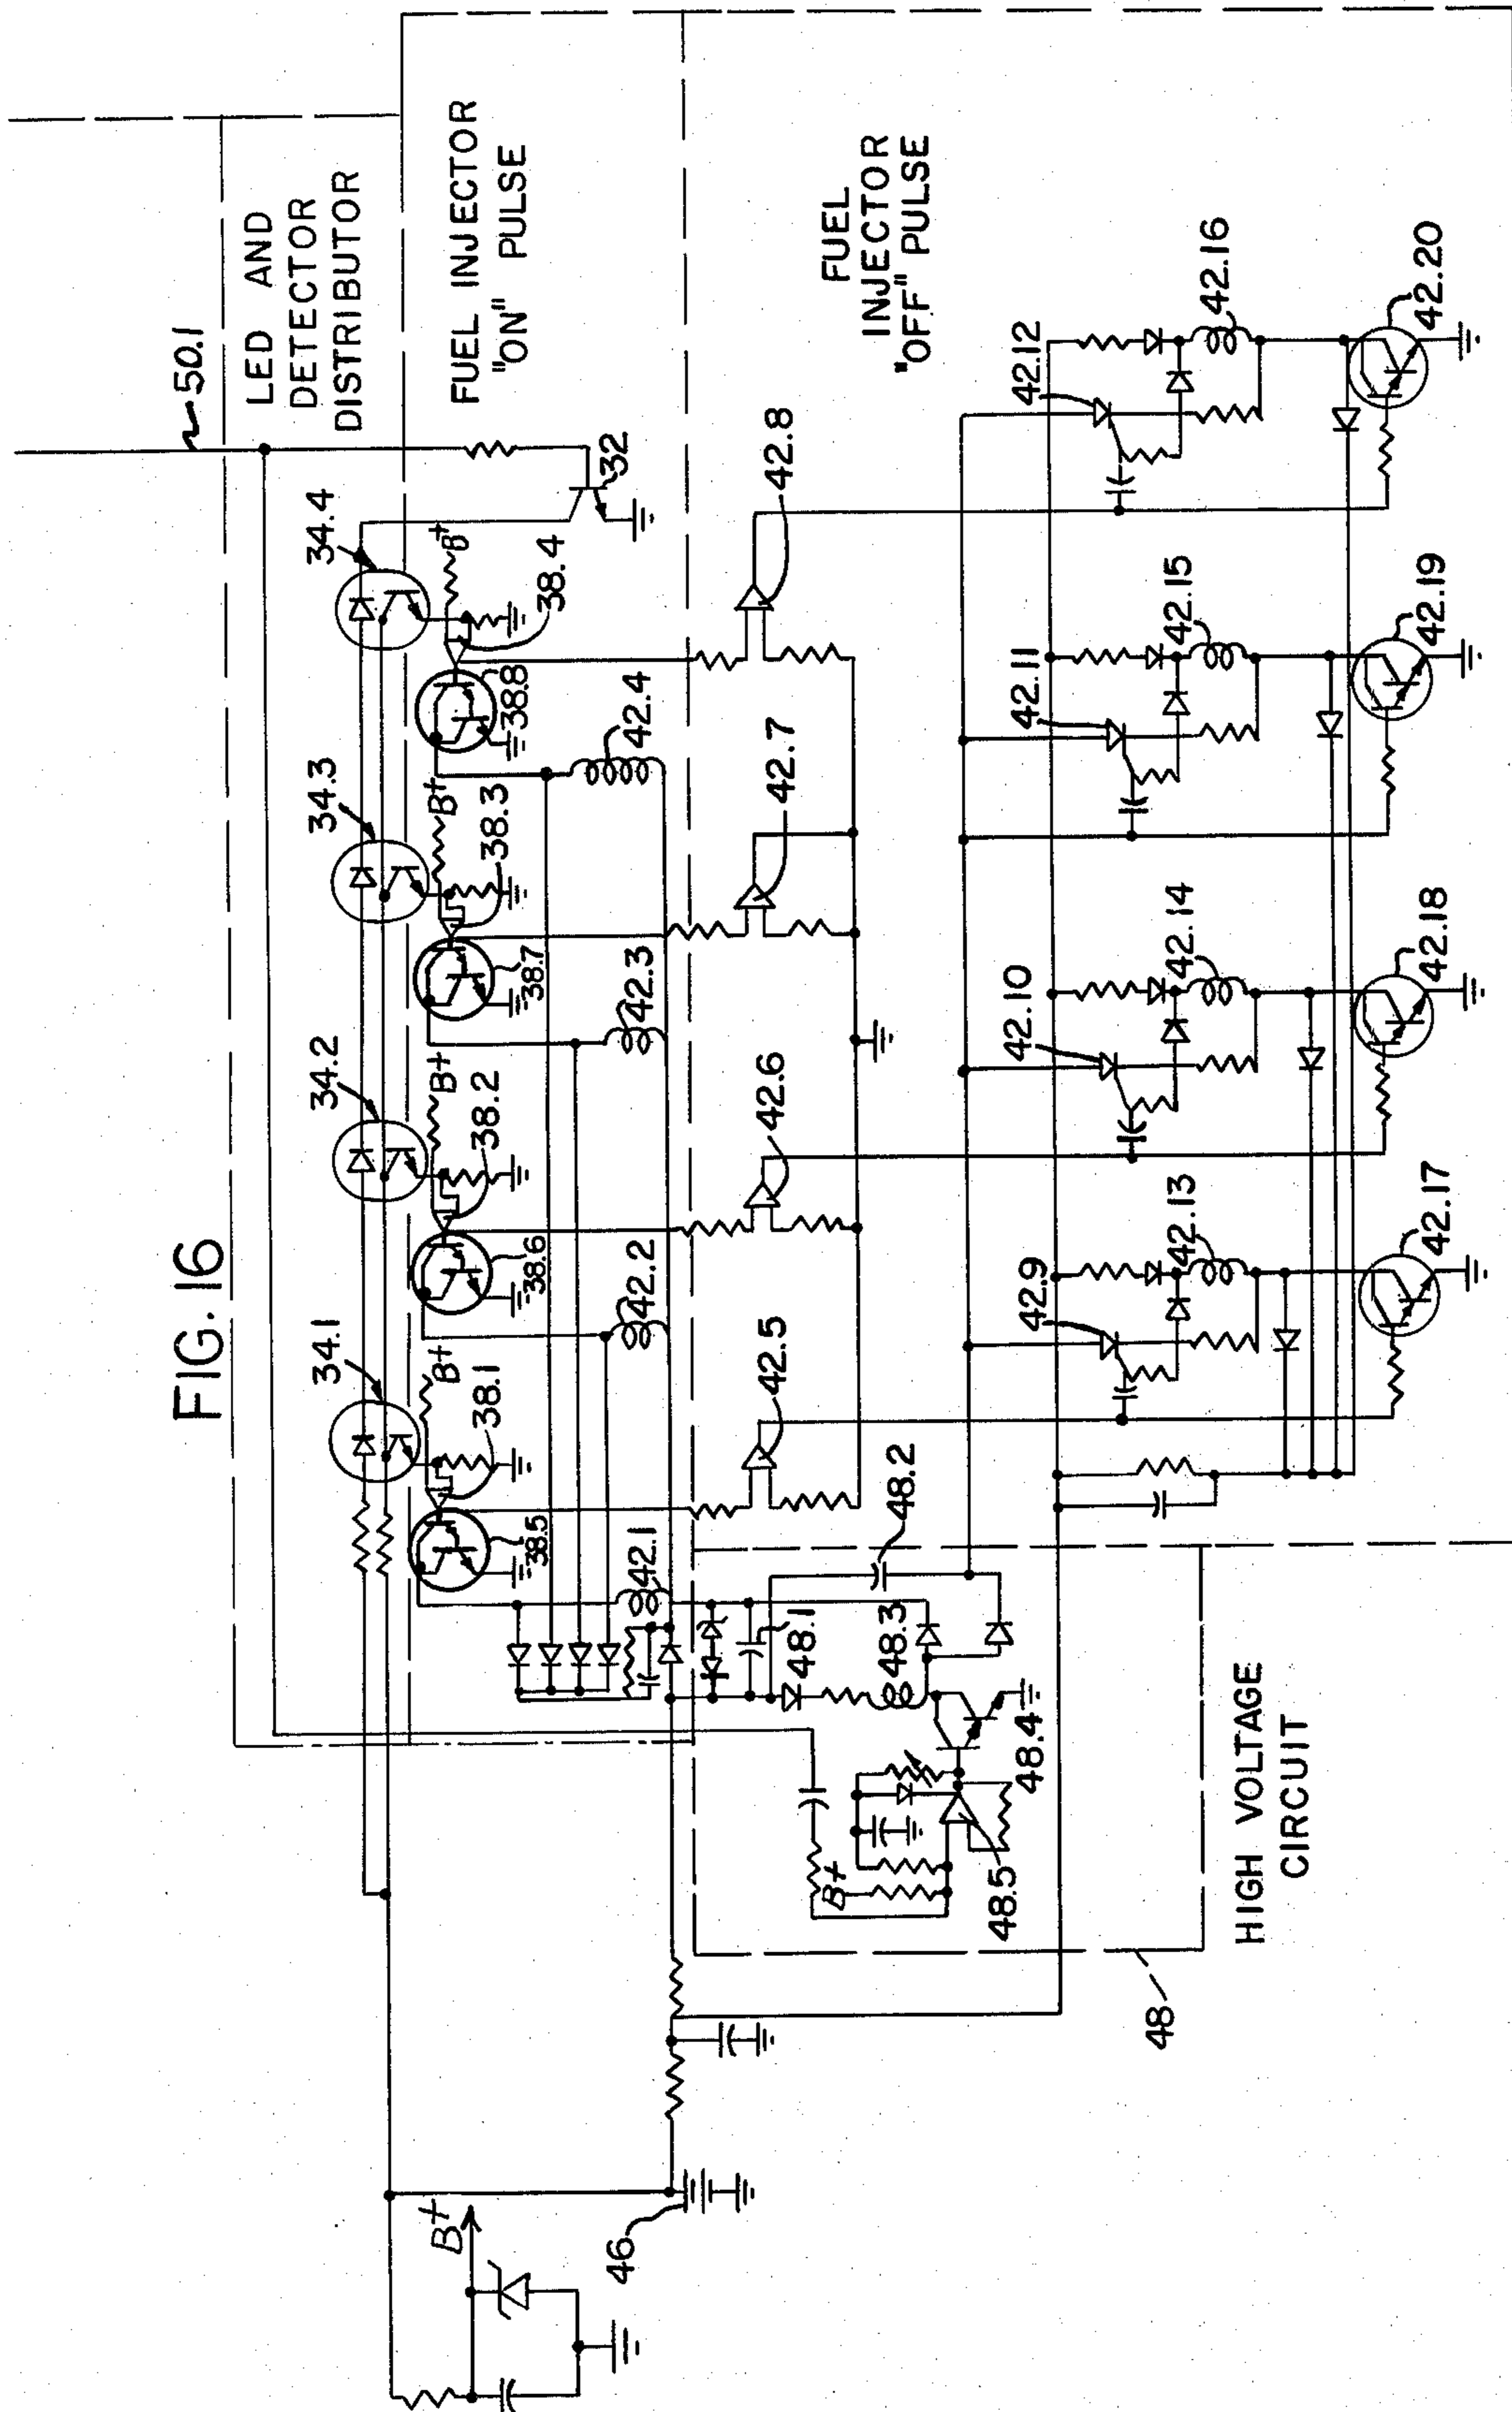 FIG. 16
50.1
LED AND
DETECTOR
DISTRIBUTOR
FUEL INJECTOR
"ON" PULSE
FUEL
INJECTOR
"OFF" PULSE
34.1
34.2
34.3
34.4
32
B+
B+
B+
B+
B+
38.1
38.2
38.3
38.4
38.5
38.6
38.7
38.8
42.1
42.2
42.3
42.4
46
42.5
42.6
42.7
42.8
48.1
48.2
48.3
48.4
48.5
B+
42.9
42.10
42.11
42.12
42.13
42.14
42.15
42.16
42.17
42.18
42.19
42.20
48
HIGH VOLTAGE
CIRCUIT